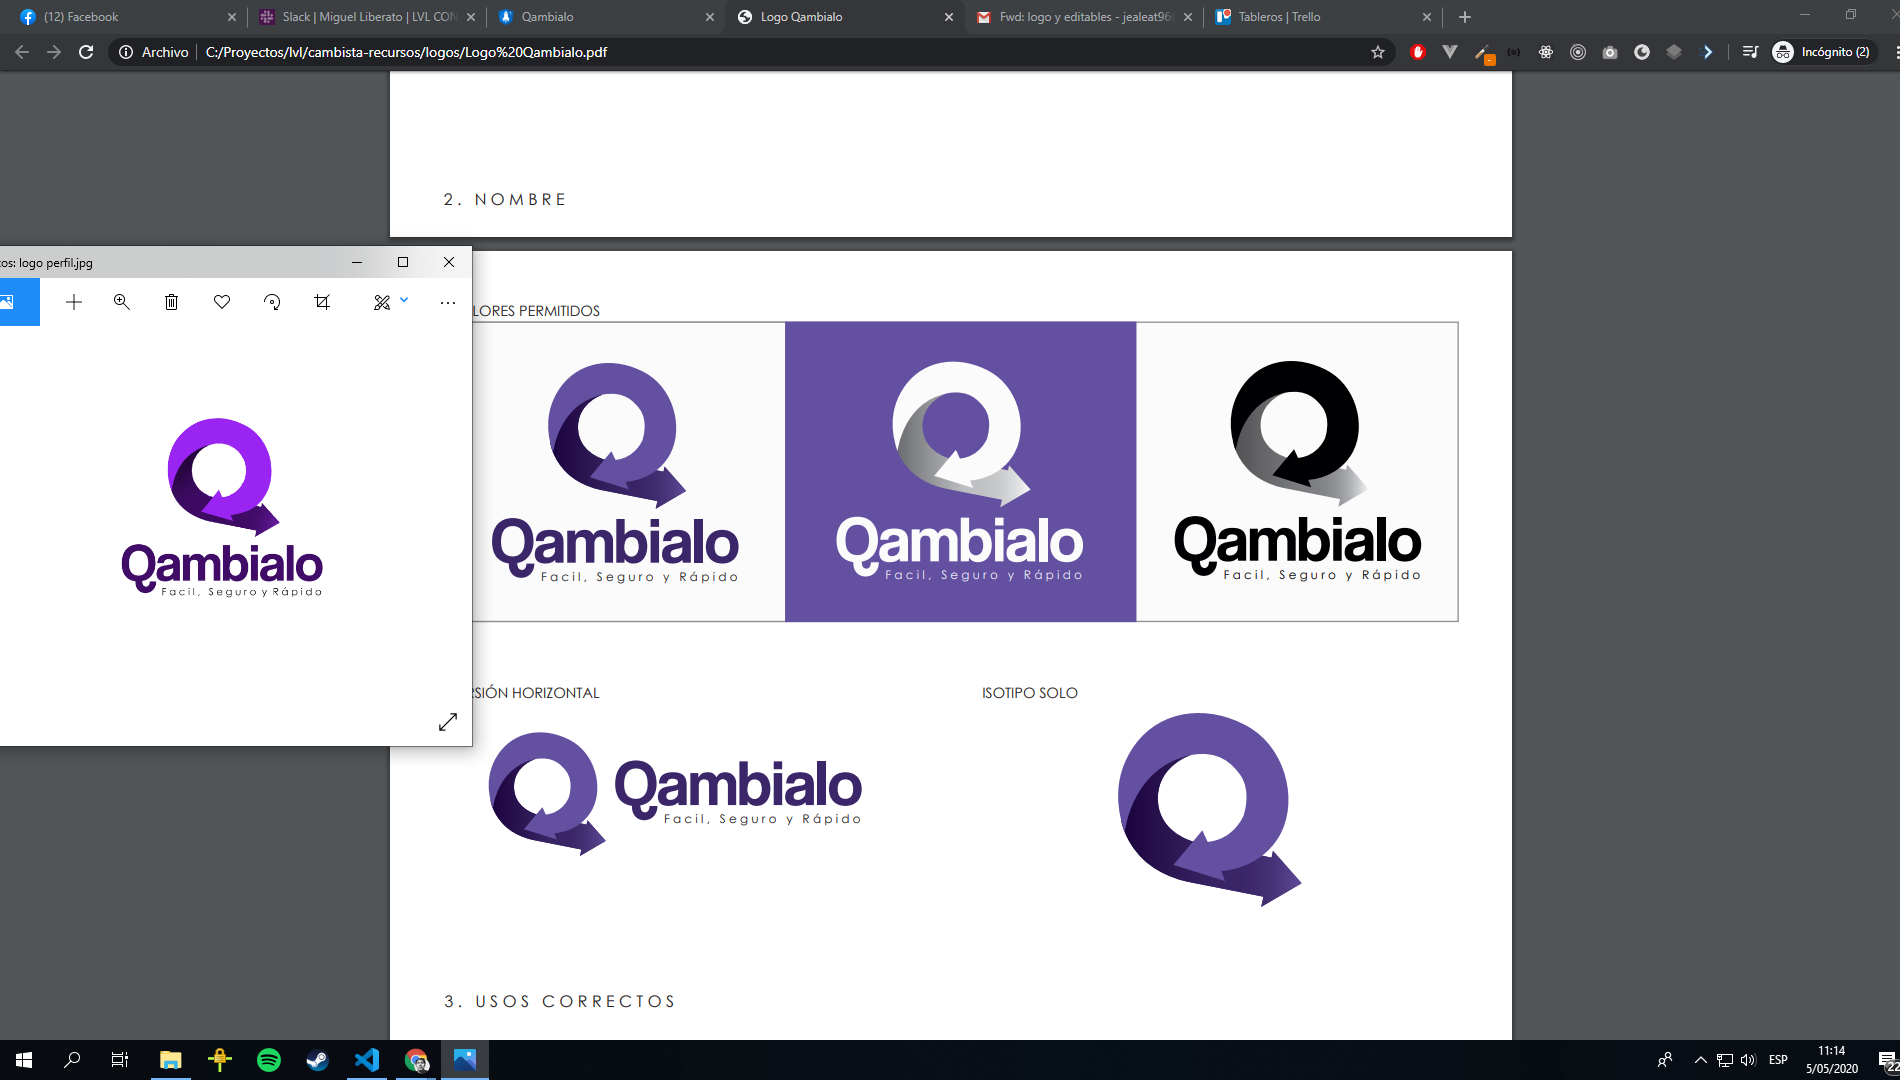 (12) Facebook
Slack | Miguel Liberato | LVL CON
Qambialo
Logo Qambialo
Fwd: logo y editables - jealeat96
Tableros | Trello
Archivo
C:/Proyectos/lvl/cambista-recursos/logos/Logo%20Qambialo.pdf
Incógnito (2)
2. NOMBRE
os: logo perfil.jpg
LORES PERMITIDOS
Qambialo
Facil, Seguro y Rápido
Qambialo
Facil, Seguro y Rápido
Qambialo
Facil, Seguro y Rápido
Qambialo
Facil, Seguro y Rápido
RSIÓN HORIZONTAL
ISOTIPO SOLO
Qambialo
Facil, Seguro y Rápido
3. USOS CORRECTOS
ESP
11:14
5/05/2020
22